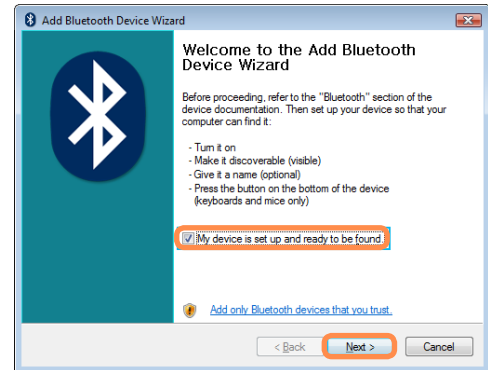 Add Bluetooth Device Wizard
Welcome to the Add Bluetooth
Device Wizard
Before proceeding, refer to the "Bluetooth" section of the
device documentation. Then set up your device so that your
computer can find it:
- Turn it on
- Make it discoverable (visible)
- Give it a name (optional)
- Press the button on the bottom of the device
(keyboards and mice only)
My device is set up and ready to be found.
Add only Bluetooth devices that you trust.
< Back Next > Cancel